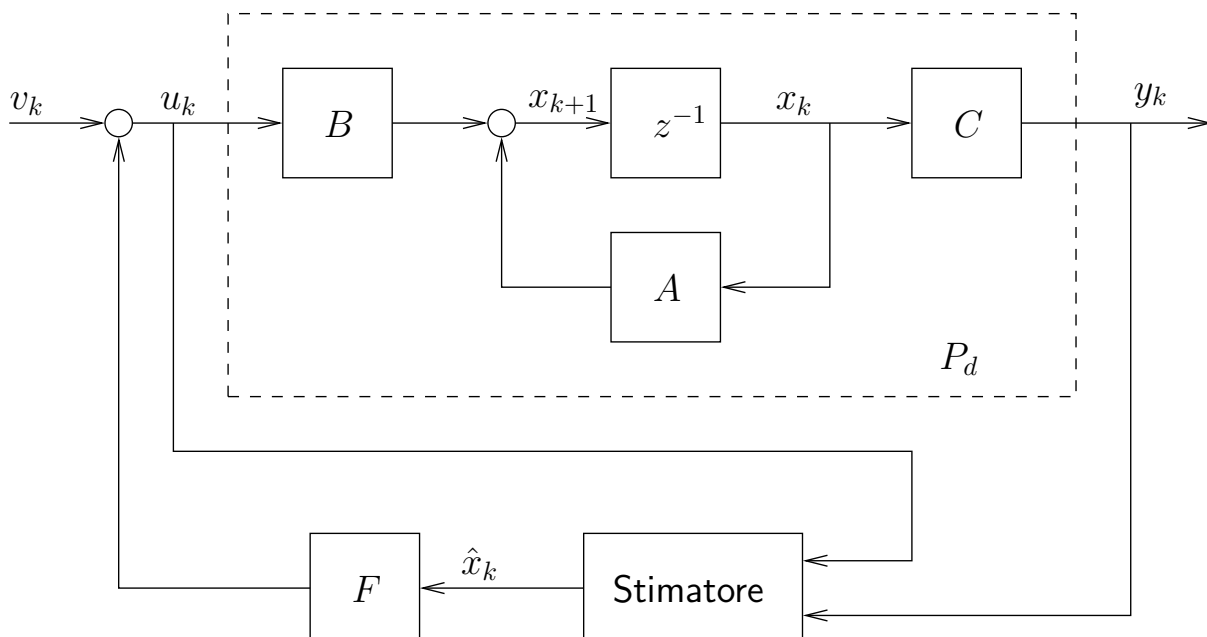 v_k
u_k
B
x_{k+1}
z^{-1}
x_k
C
y_k
A
P_d
F
\hat{x}_k
Stimatore